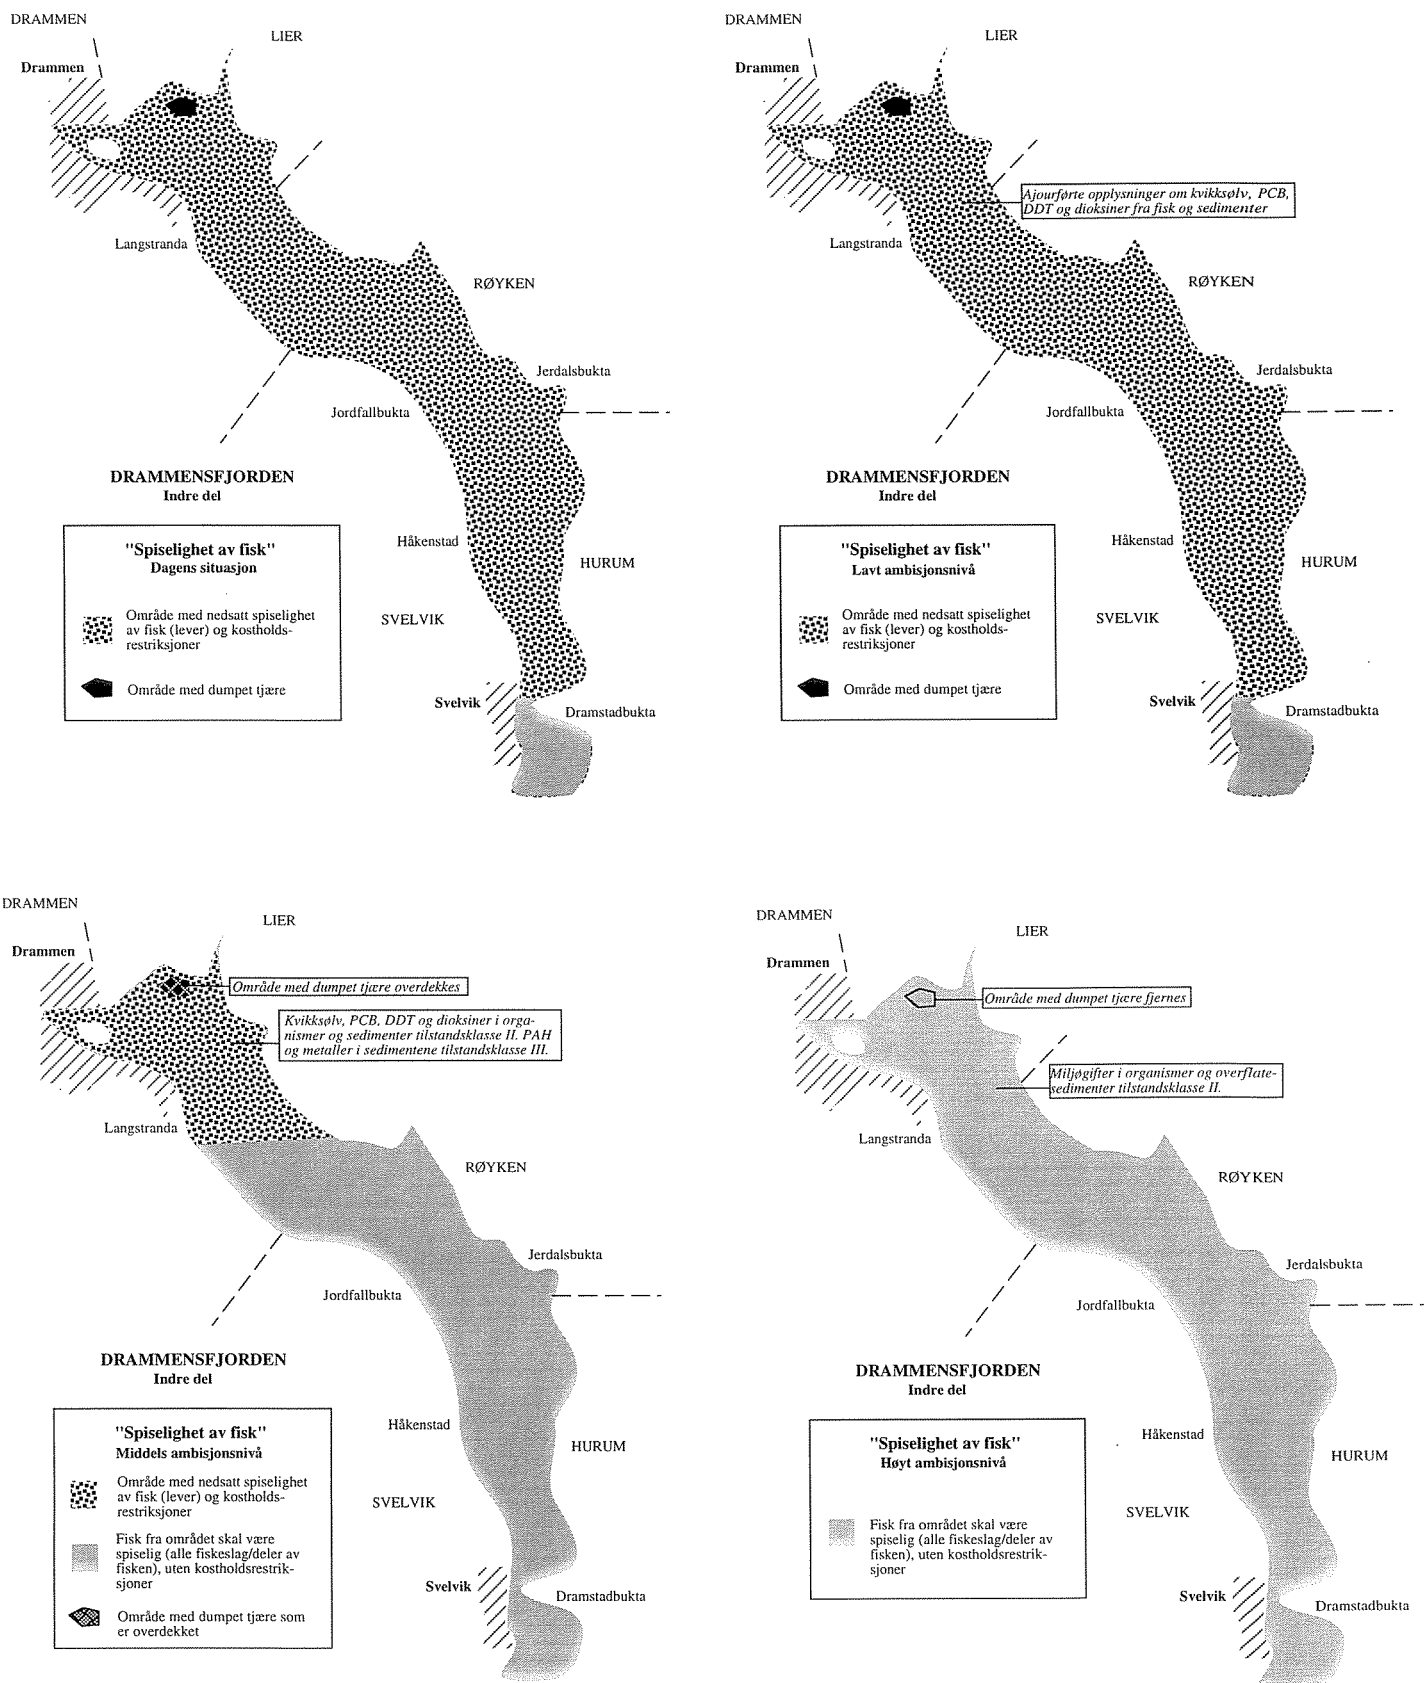 DRAMMEN
LIER
Drammen
Langstranda
RØYKEN
Jerdalsbukta
Jordfallbukta
DRAMMENSFJORDEN
Indre del
Håkenstad
HURUM
SVELVIK
Svelvik
Dramstadbukta
"Spiselighet av fisk"
Dagens situasjon
Område med nedsatt spiselighet
av fisk (lever) og kostholds-
restriksjoner
Område med dumpet tjære
DRAMMEN
LIER
Drammen
Ajourførte opplysninger om kvikksølv, PCB,
DDT og dioksiner fra fisk og sedimenter
Langstranda
RØYKEN
Jerdalsbukta
Jordfallbukta
DRAMMENSFJORDEN
Indre del
Håkenstad
HURUM
SVELVIK
Svelvik
Dramstadbukta
"Spiselighet av fisk"
Lavt ambisjonsnivå
Område med nedsatt spiselighet
av fisk (lever) og kostholds-
restriksjoner
Område med dumpet tjære
DRAMMEN
LIER
Drammen
Område med dumpet tjære overdekkes
Kvikksølv, PCB, DDT og dioksiner i orga-
nismer og sedimenter tilstandsklasse II. PAH
og metaller i sedimentene tilstandsklasse III.
Langstranda
RØYKEN
Jerdalsbukta
Jordfallbukta
DRAMMENSFJORDEN
Indre del
Håkenstad
HURUM
SVELVIK
Svelvik
Dramstadbukta
"Spiselighet av fisk"
Middels ambisjonsnivå
Område med nedsatt spiselighet
av fisk (lever) og kostholds-
restriksjoner
Fisk fra området skal være
spiselig (alle fiskeslag/deler av
fisken), uten kostholdsrestrik-
sjoner
Område med dumpet tjære som
er overdekket
DRAMMEN
LIER
Drammen
Område med dumpet tjære fjernes
Miljøgifter i organismer og overflate-
sedimenter tilstandsklasse II.
Langstranda
RØYKEN
Jerdalsbukta
Jordfallbukta
DRAMMENSFJORDEN
Indre del
Håkenstad
HURUM
SVELVIK
Svelvik
Dramstadbukta
"Spiselighet av fisk"
Høyt ambisjonsnivå
Fisk fra området skal være
spiselig (alle fiskeslag/deler av
fisken), uten kostholdsrestrik-
sjoner